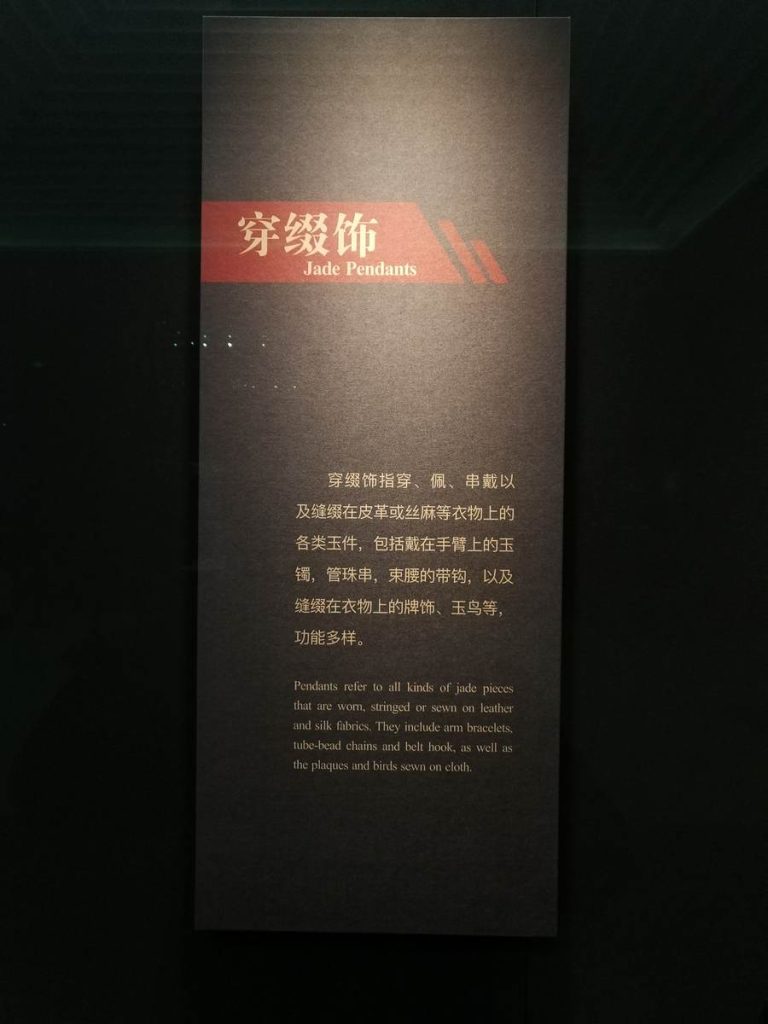 穿缀饰
Jade Pendants
穿缀饰指穿、佩、串戴以
及缝缀在皮革或丝麻等衣物上的
各类玉件，包括戴在手臂上的玉
镯，管珠串，束腰的带钩，以及
缝缀在衣物上的牌饰、玉鸟等，
功能多样。
Pendants refer to all kinds of jade pieces
that are worn, stringed or sewn on leather
and silk fabrics. They include arm bracelets,
tube-bead chains and belt hook, as well as
the plaques and birds sewn on cloth.